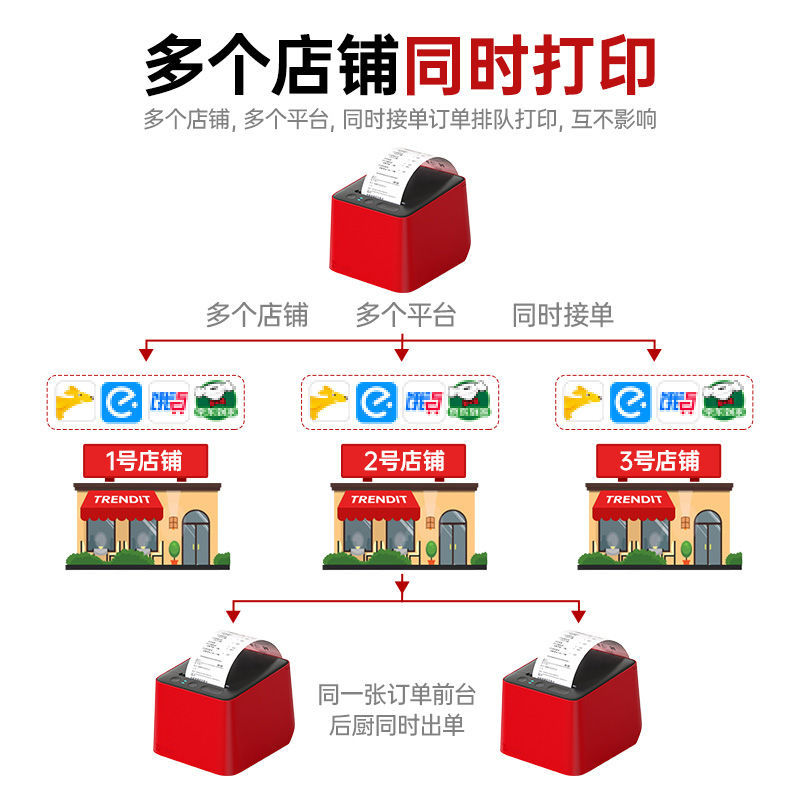 多个店铺同时打印
多个店铺, 多个平台, 同时接单订单排队打印, 互不影响
多个店铺 多个平台 同时接单
1号店铺 2号店铺 3号店铺
TRENDIT TRENDIT TRENDIT
同一张订单前台
后厨同时出单